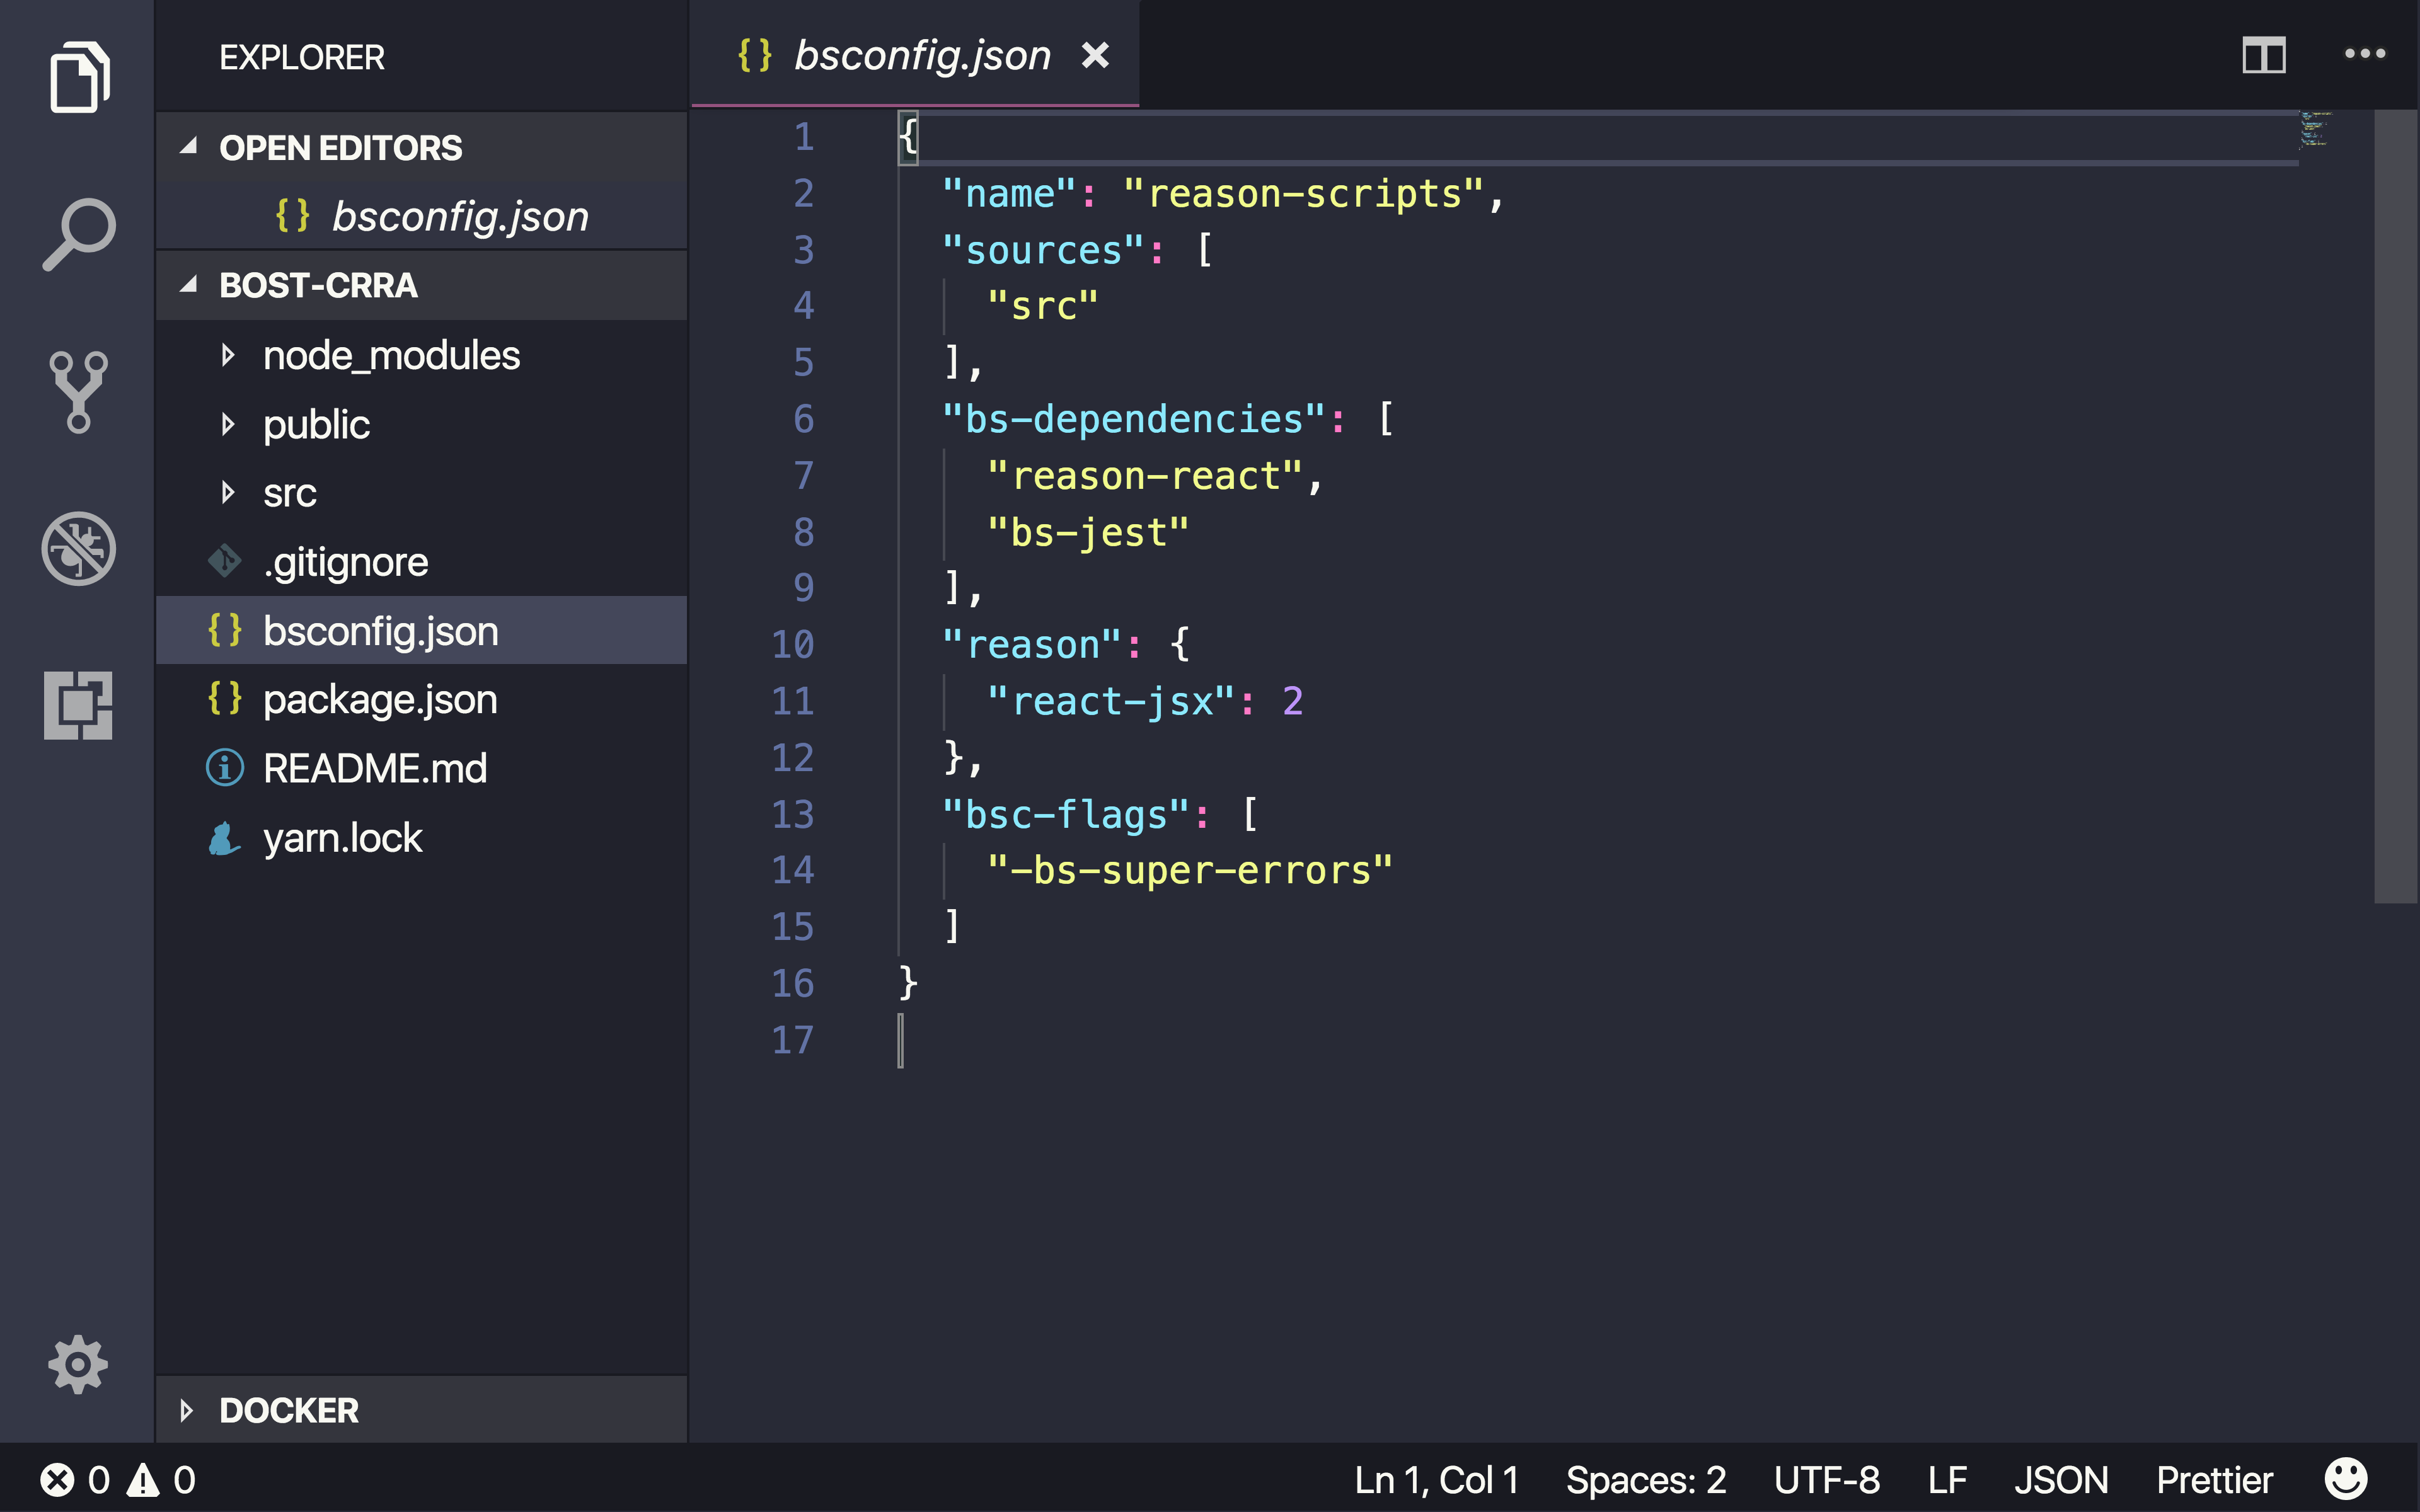 EXPLORER
OPEN EDITORS
{} bsconfig.json
BOST-CRRA
node_modules
public
src
.gitignore
{} bsconfig.json
{} package.json
README.md
yarn.lock
DOCKER
{} bsconfig.json
1 {
2   "name": "reason-scripts",
3   "sources": [
4     "src"
5   ],
6   "bs-dependencies": [
7     "reason-react",
8     "bs-jest"
9   ],
10   "reason": {
11     "react-jsx": 2
12   },
13   "bsc-flags": [
14     "-bs-super-errors"
15   ]
16 }
17
0 0 Ln 1, Col 1 Spaces: 2 UTF-8 LF JSON Prettier